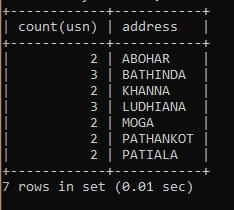 +------------+-----------+
| count(usn) | address   |
+------------+-----------+
|          2 | ABOHAR    |
|          3 | BATHINDA  |
|          2 | KHANNA    |
|          3 | LUDHIANA  |
|          2 | MOGA      |
|          2 | PATHANKOT |
|          2 | PATIALA   |
+------------+-----------+
7 rows in set (0.01 sec)